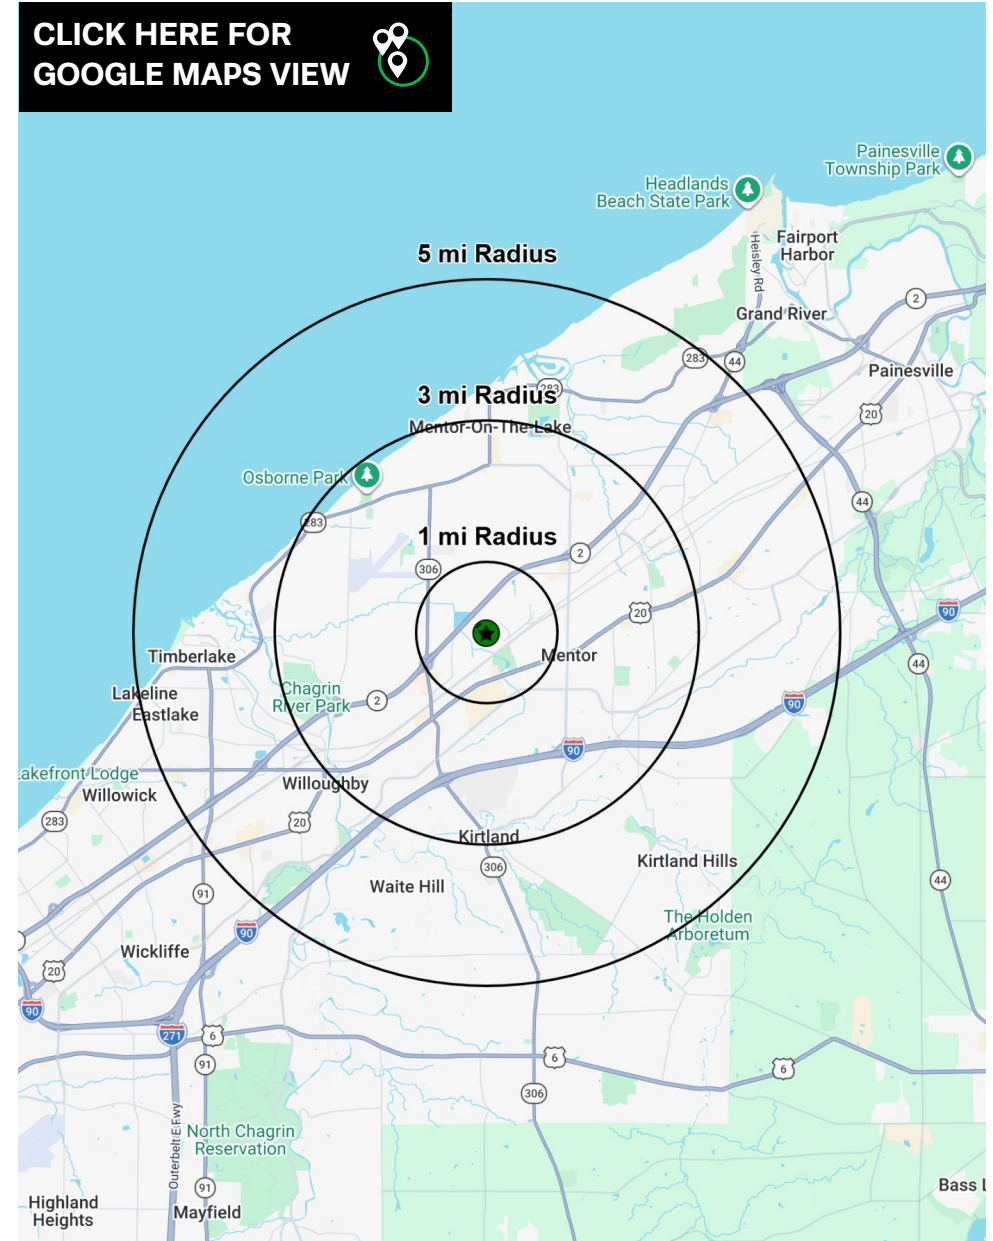 CLICK HERE FOR
GOOGLE MAPS VIEW
Painesville
Township Park
Headlands
Beach State Park
Fairport
Harbor
Heisley Rd
5 mi Radius
2
Grand River
283
44
Painesville
283
3 mi Radius
20
Mentor-On-The-Lake
Osborne Park
44
283
1 mi Radius
2
306
90
20
Mentor
Timberlake
44
Lakeline
Chagrin
River Park
2
90
Eastlake
90
akefront Lodge
Willoughby
Willowick
283
20
Kirtland
306
Kirtland Hills
44
Waite Hill
91
The Holden
Arboretum
90
Wickliffe
20
90
271
6
6
91
6
306
Outerbelt E Fwy
North Chagrin
Reservation
91
Bass L
Highland
Heights
Mayfield